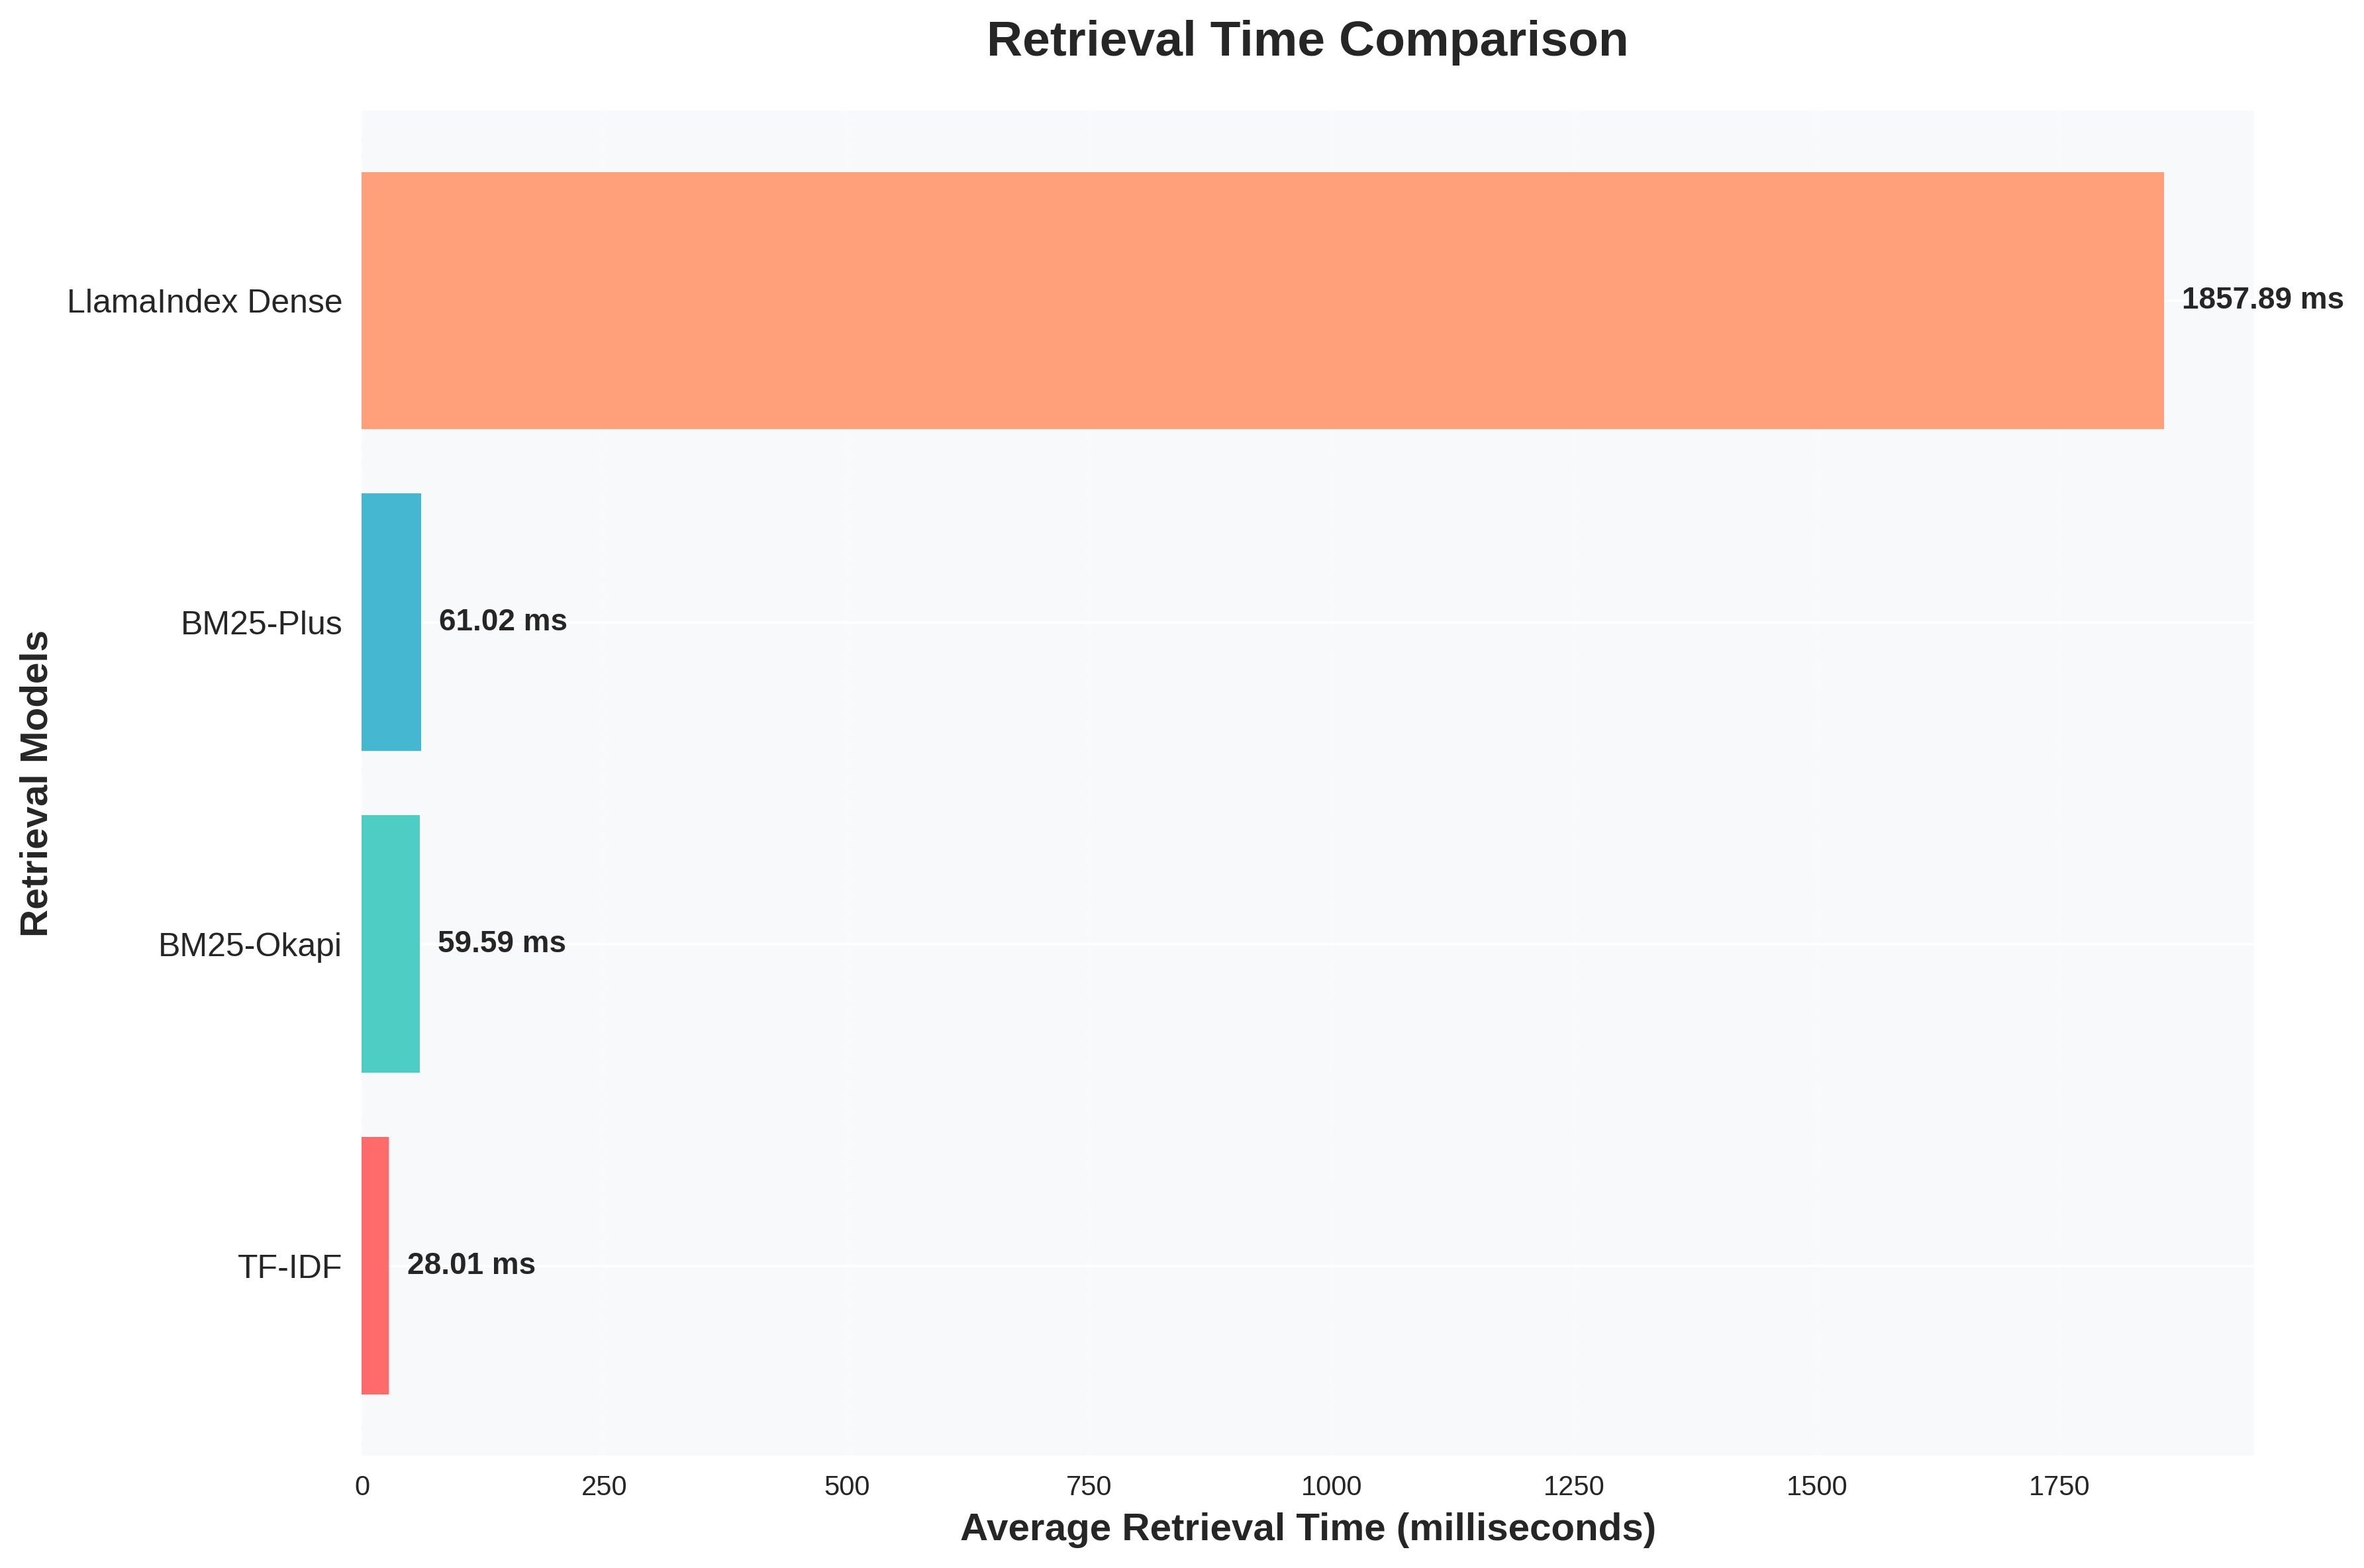 Retrieval Time Comparison
LlamaIndex Dense
1857.89 ms
BM25-Plus
61.02 ms
Retrieval Models
BM25-Okapi
59.59 ms
TF-IDF
28.01 ms
0 250 500 750 1000 1250 1500 1750
Average Retrieval Time (milliseconds)